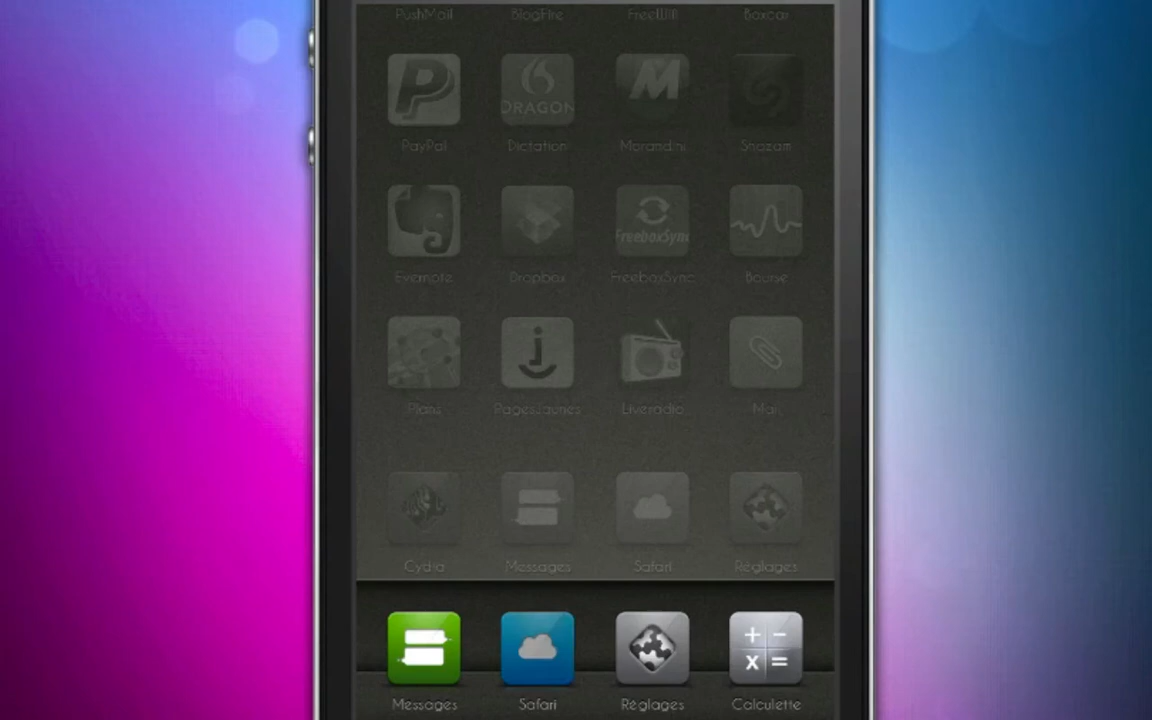 PushMail BlogFire FreeWifi Boxcar
P DRAGON M
PayPal Dictation Morandini Shazam
FreeboxSync
Evernote Dropbox FreeboxSync Bourse
j
Plans PagesJaunes Liveradio Mail
Cydia Messages Safari Réglages
+ −
x =
Messages Safari Réglages Calculette